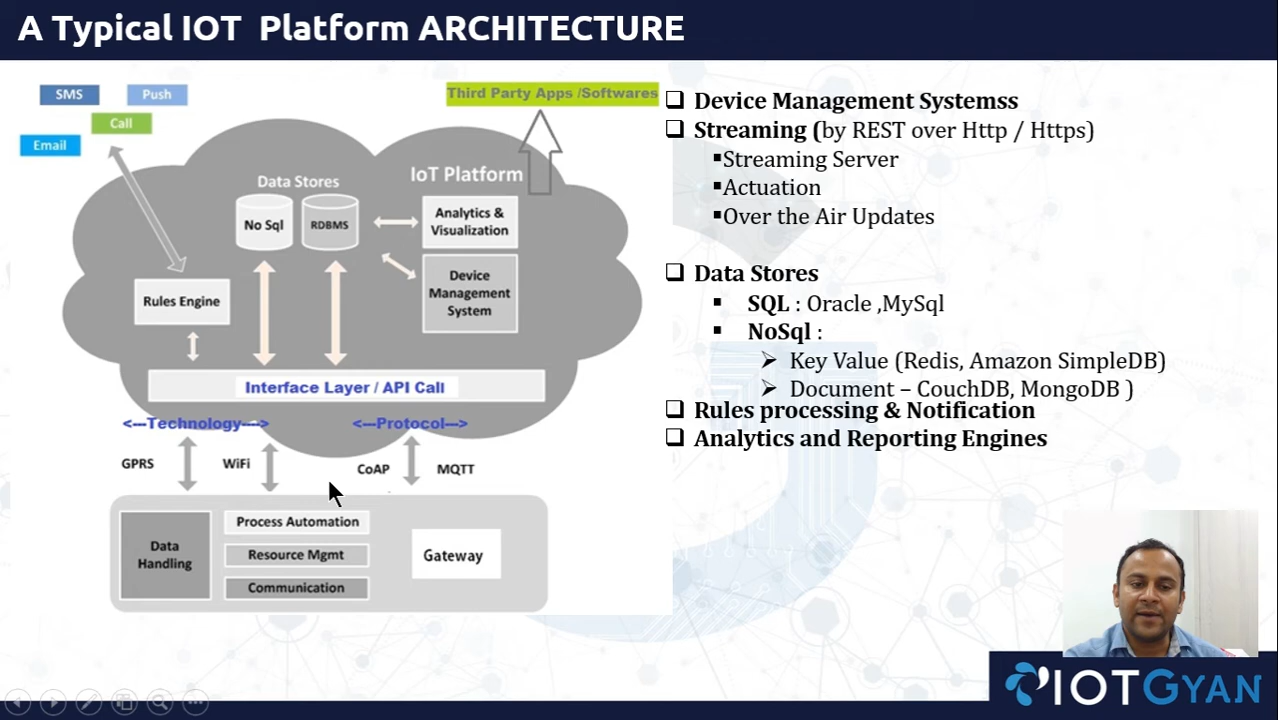 A Typical IOT Platform ARCHITECTURE
SMS
Push
Call
Email
Third Party Apps /Softwares
Data Stores
IoT Platform
No Sql
RDBMS
Analytics &
Visualization
Device
Management
System
Rules Engine
Interface Layer / API Call
<---Technology---->
<---Protocol--->
GPRS
WiFi
CoAP
MQTT
Data
Handling
Process Automation
Resource Mgmt
Communication
Gateway
Device Management Systemss
Streaming (by REST over Http / Https)
Streaming Server
Actuation
Over the Air Updates
Data Stores
SQL : Oracle ,MySql
NoSql :
Key Value (Redis, Amazon SimpleDB)
Document – CouchDB, MongoDB )
Rules processing & Notification
Analytics and Reporting Engines
IOTGYAN